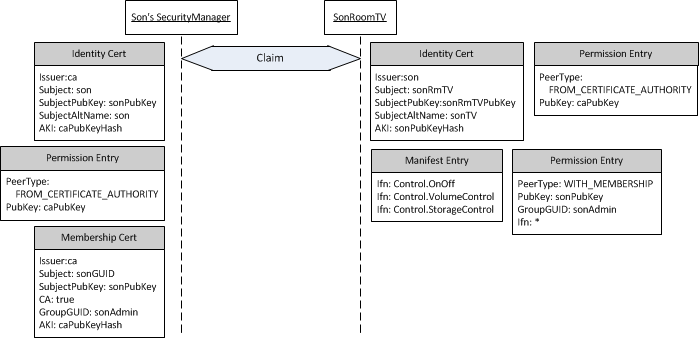 Son's SecurityManager
SonRoomTV
Claim
Identity Cert
Issuer:ca
Subject: son
SubjectPubKey: sonPubKey
SubjectAltName: son
AKI: caPubKeyHash
Permission Entry
PeerType:
FROM_CERTIFICATE_AUTHORITY
PubKey: caPubKey
Membership Cert
Issuer:ca
Subject: sonGUID
SubjectPubKey: sonPubKey
CA: true
GroupGUID: sonAdmin
AKI: caPubKeyHash
Identity Cert
Issuer:son
Subject: sonRmTV
SubjectPubKey:sonRmTVPubKey
SubjectAltName: sonTV
AKI: sonPubKeyHash
Permission Entry
PeerType:
FROM_CERTIFICATE_AUTHORITY
PubKey: caPubKey
Manifest Entry
Ifn: Control.OnOff
Ifn: Control.VolumeControl
Ifn: Control.StorageControl
Permission Entry
PeerType: WITH_MEMBERSHIP
PubKey: sonPubKey
GroupGUID: sonAdmin
Ifn: *